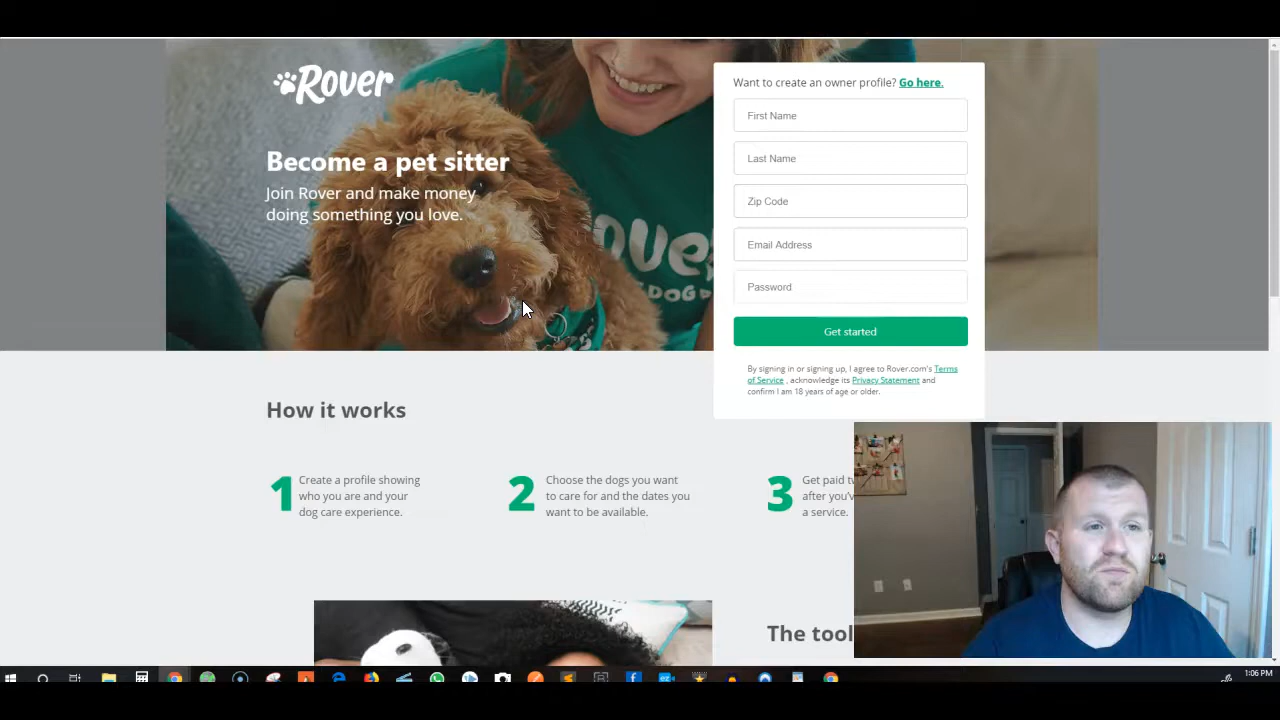 Rover
Become a pet sitter
Join Rover and make money
doing something you love.
Want to create an owner profile? Go here.
First Name
Last Name
Zip Code
Email Address
Password
Get started
By signing in or signing up, I agree to Rover.com's Terms
of Service , acknowledge its Privacy Statement and
confirm I am 18 years of age or older.
How it works
1
Create a profile showing
who you are and your
dog care experience.
2
Choose the dogs you want
to care for and the dates you
want to be available.
3
Get paid
after you'v
a service.
The tool
1:06 PM